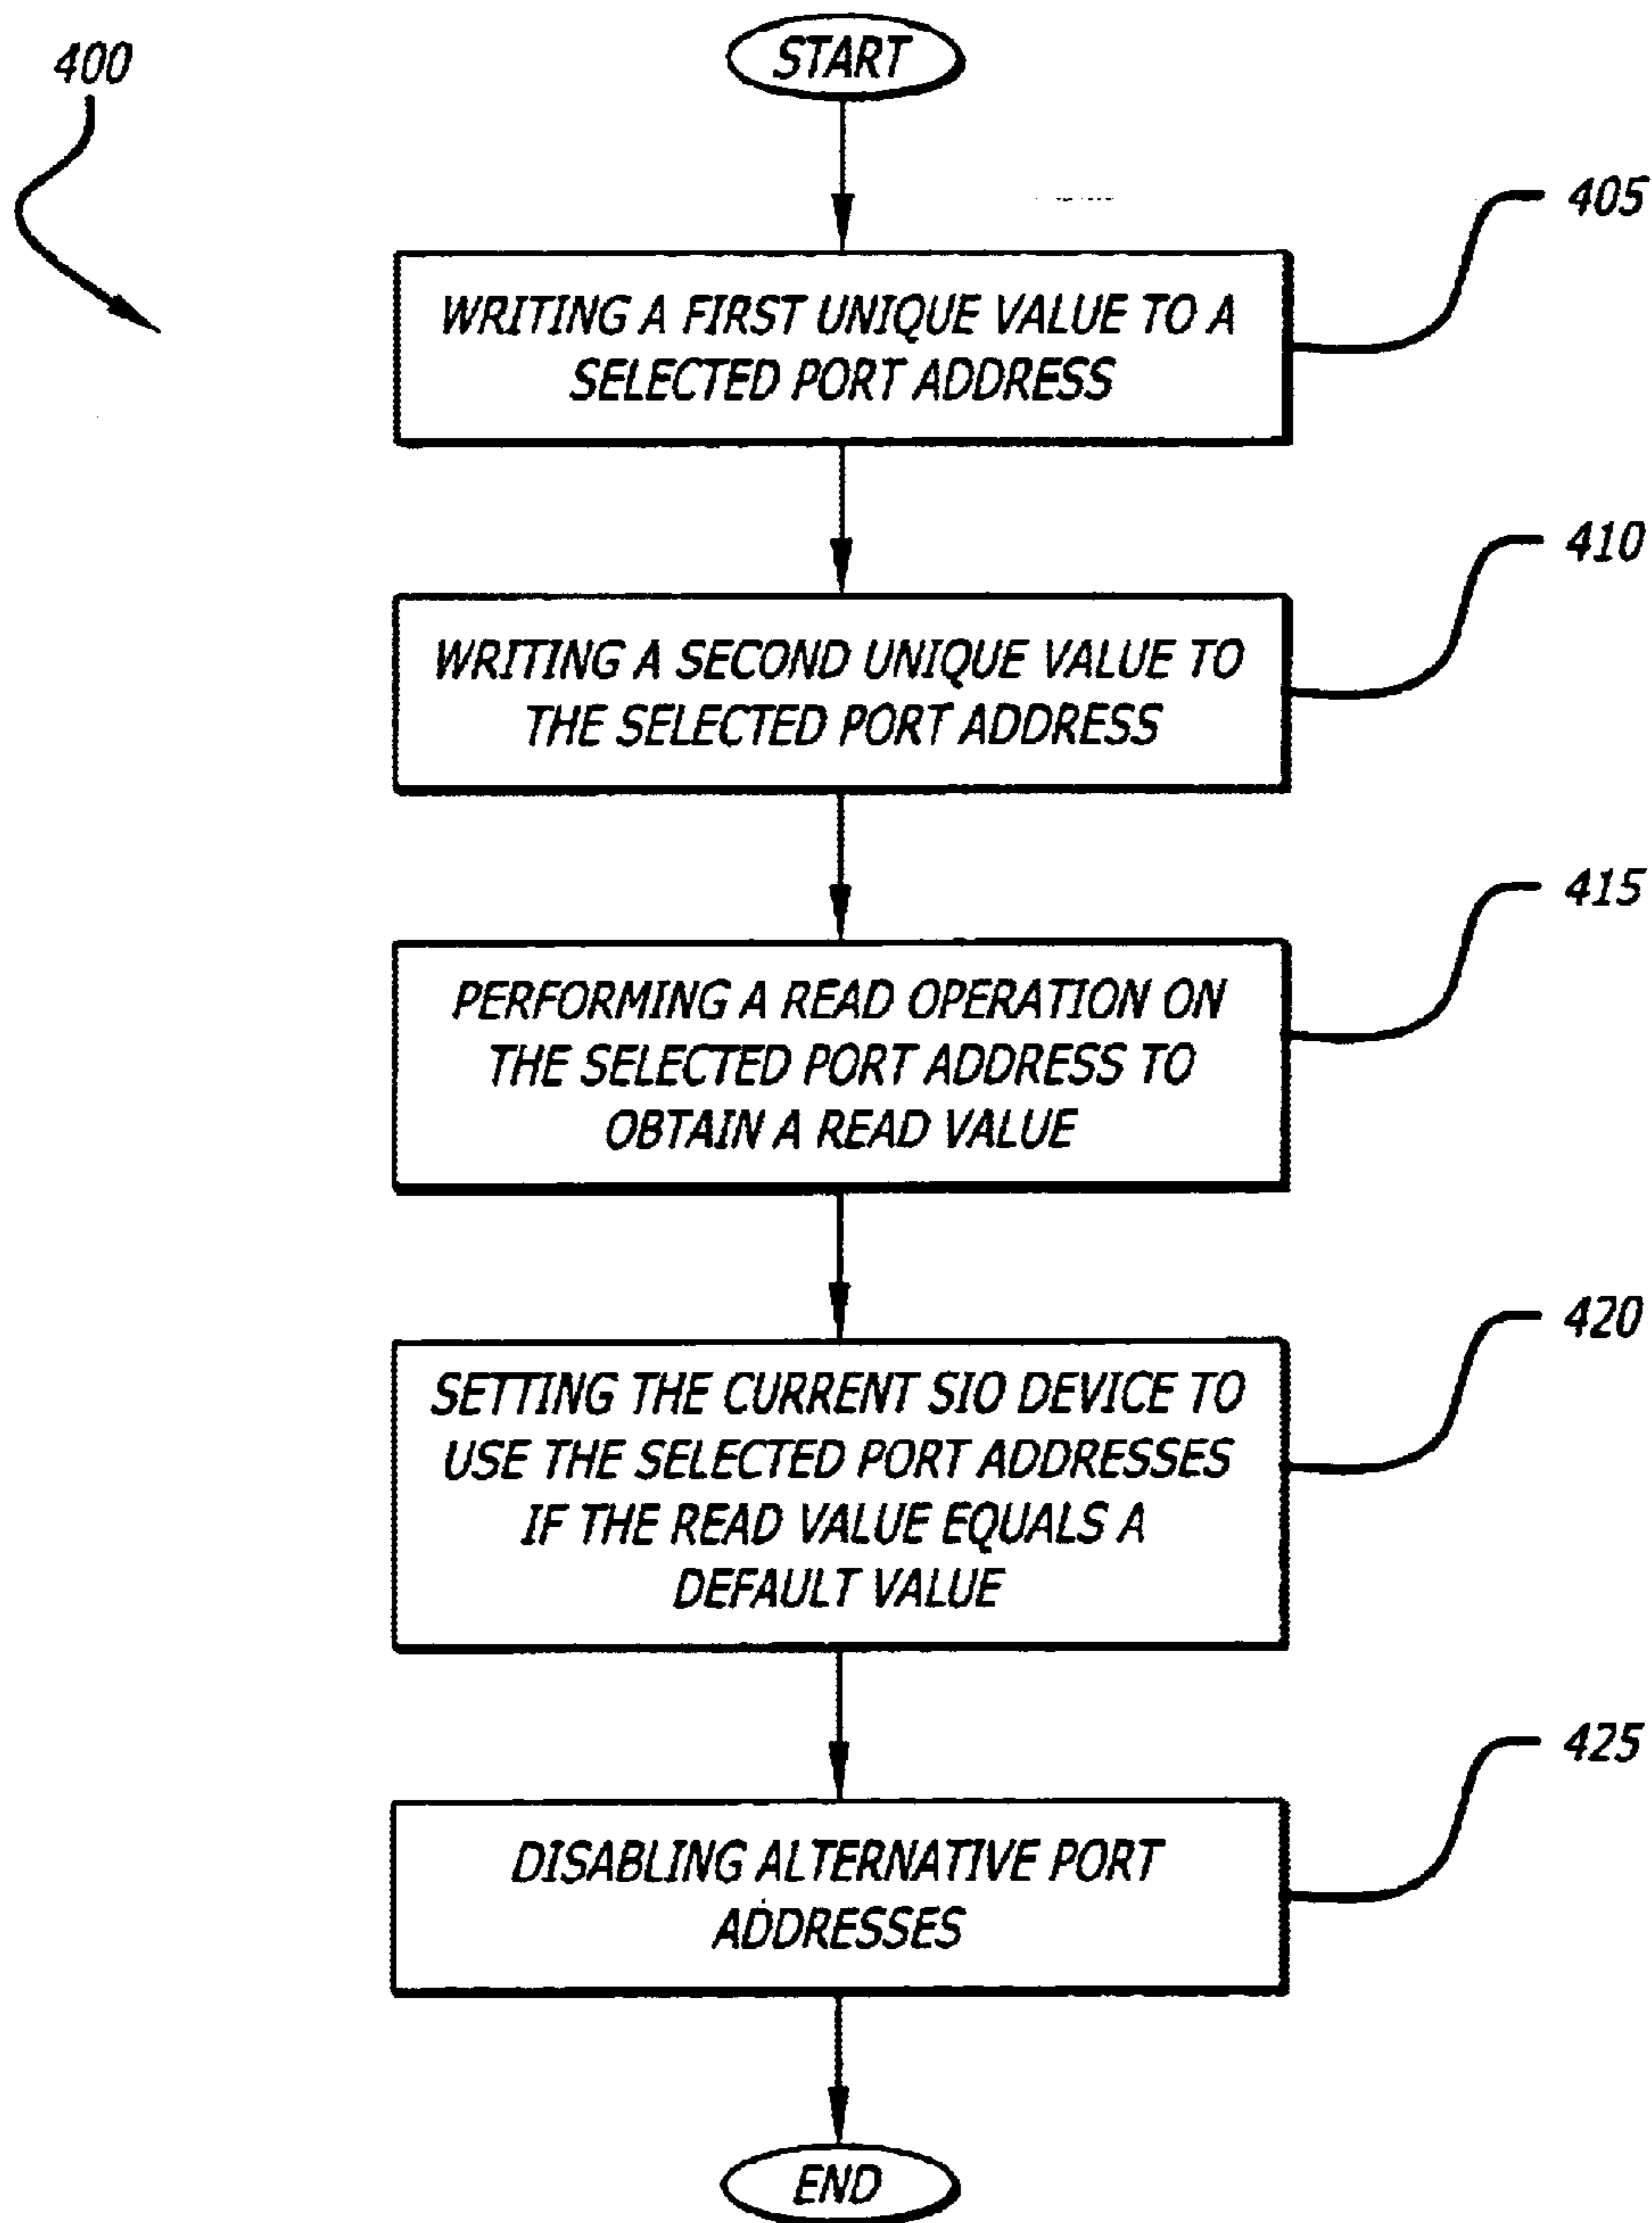 400
START
405
WRITING A FIRST UNIQUE VALUE TO A
SELECTED PORT ADDRESS
410
WRITING A SECOND UNIQUE VALUE TO
THE SELECTED PORT ADDRESS
415
PERFORMING A READ OPERATION ON
THE SELECTED PORT ADDRESS TO
OBTAIN A READ VALUE
420
SETTING THE CURRENT SIO DEVICE TO
USE THE SELECTED PORT ADDRESSES
IF THE READ VALUE EQUALS A
DEFAULT VALUE
425
DISABLING ALTERNATIVE PORT
ADDRESSES
END